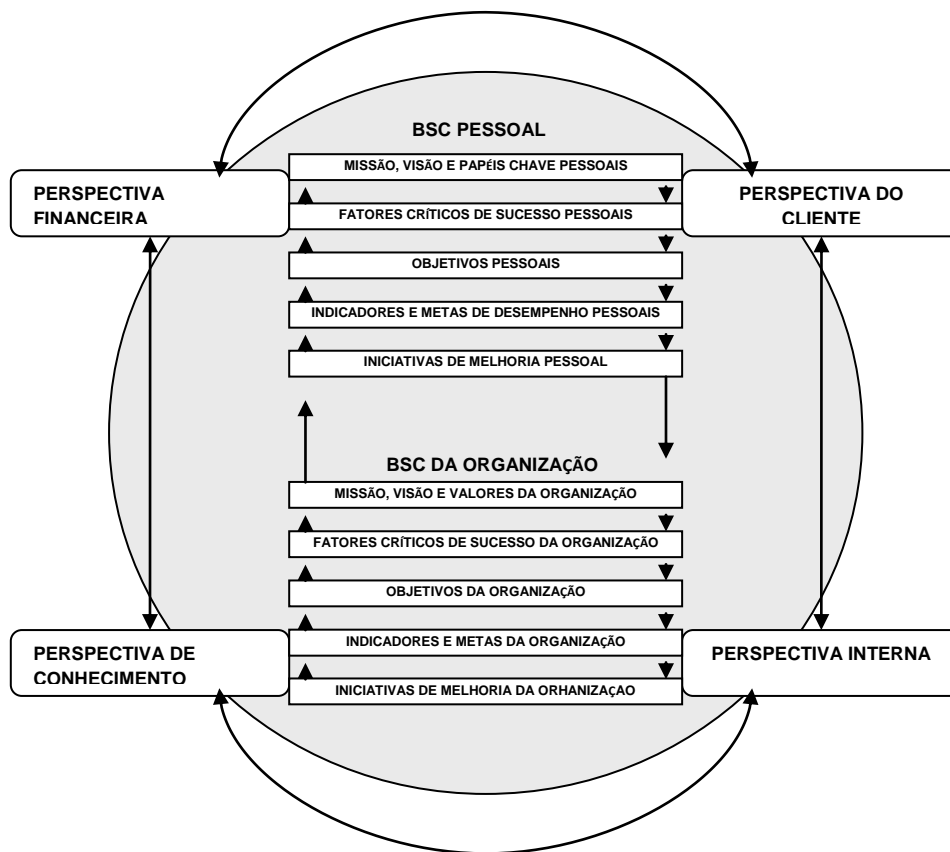 BSC PESSOAL
MISSÃO, VISÃO E PAPÉIS CHAVE PESSOAIS
PERSPECTIVA
FINANCEIRA
PERSPECTIVA DO
CLIENTE
FATORES CRÍTICOS DE SUCESSO PESSOAIS
OBJETIVOS PESSOAIS
INDICADORES E METAS DE DESEMPENHO PESSOAIS
INICIATIVAS DE MELHORIA PESSOAL
BSC DA ORGANIZAÇÃO
MISSÃO, VISÃO E VALORES DA ORGANIZAÇÃO
FATORES CRÍTICOS DE SUCESSO DA ORGANIZAÇÃO
OBJETIVOS DA ORGANIZAÇÃO
INDICADORES E METAS DA ORGANIZAÇÃO
PERSPECTIVA DE
CONHECIMENTO
PERSPECTIVA INTERNA
INICIATIVAS DE MELHORIA DA ORHANIZAÇAO